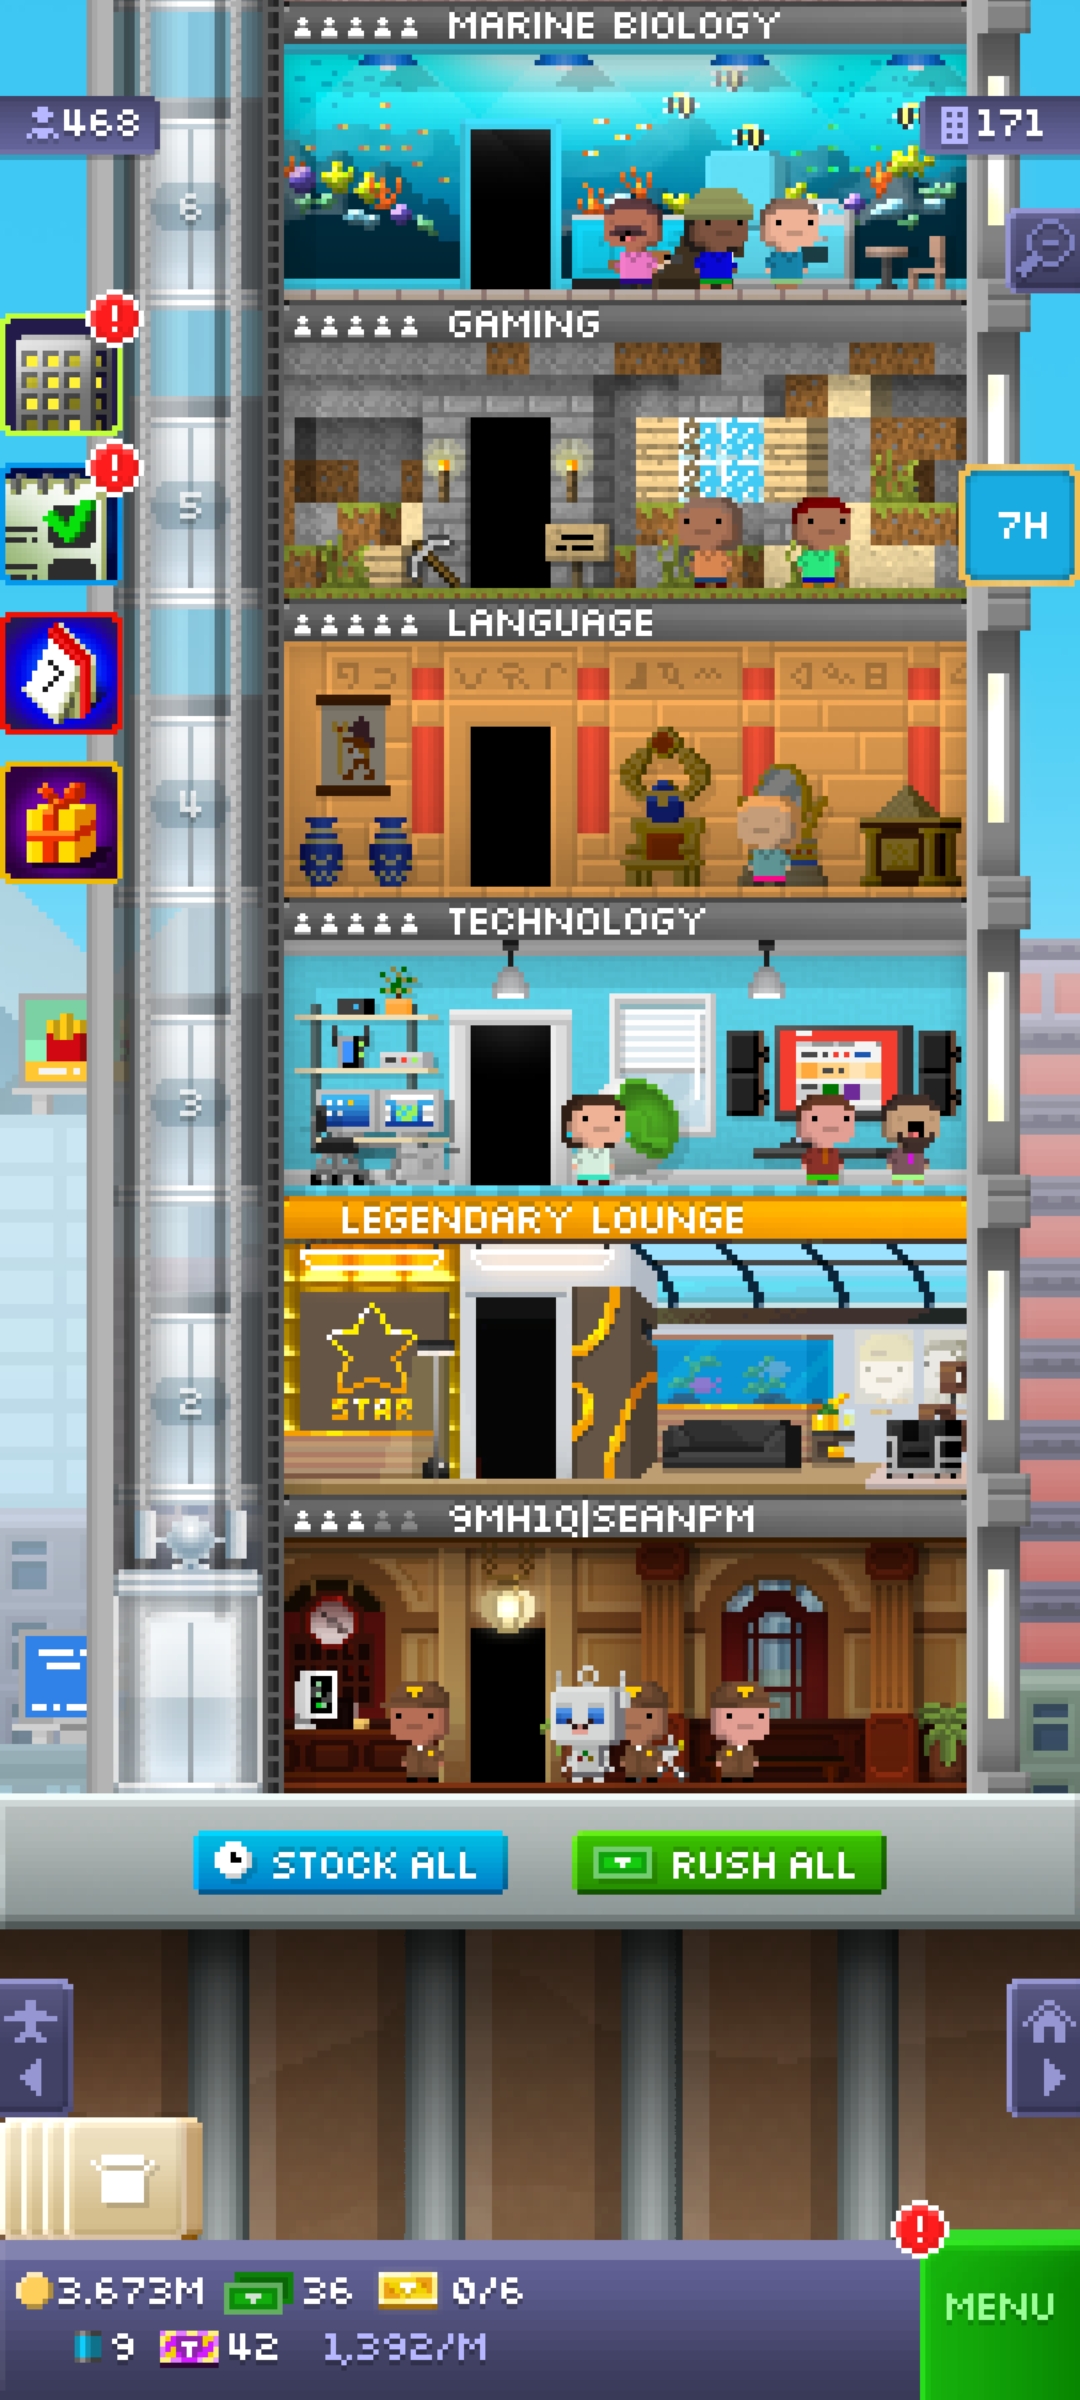 MARINE BIOLOGY
468
171
6
GAMING
5
7H
LANGUAGE
4
TECHNOLOGY
3
LEGENDARY LOUNGE
STAR
2
9MH1Q|SEANPM
STOCK ALL
RUSH ALL
3.673M 36 0/6
MENU
9 42 1,392/M